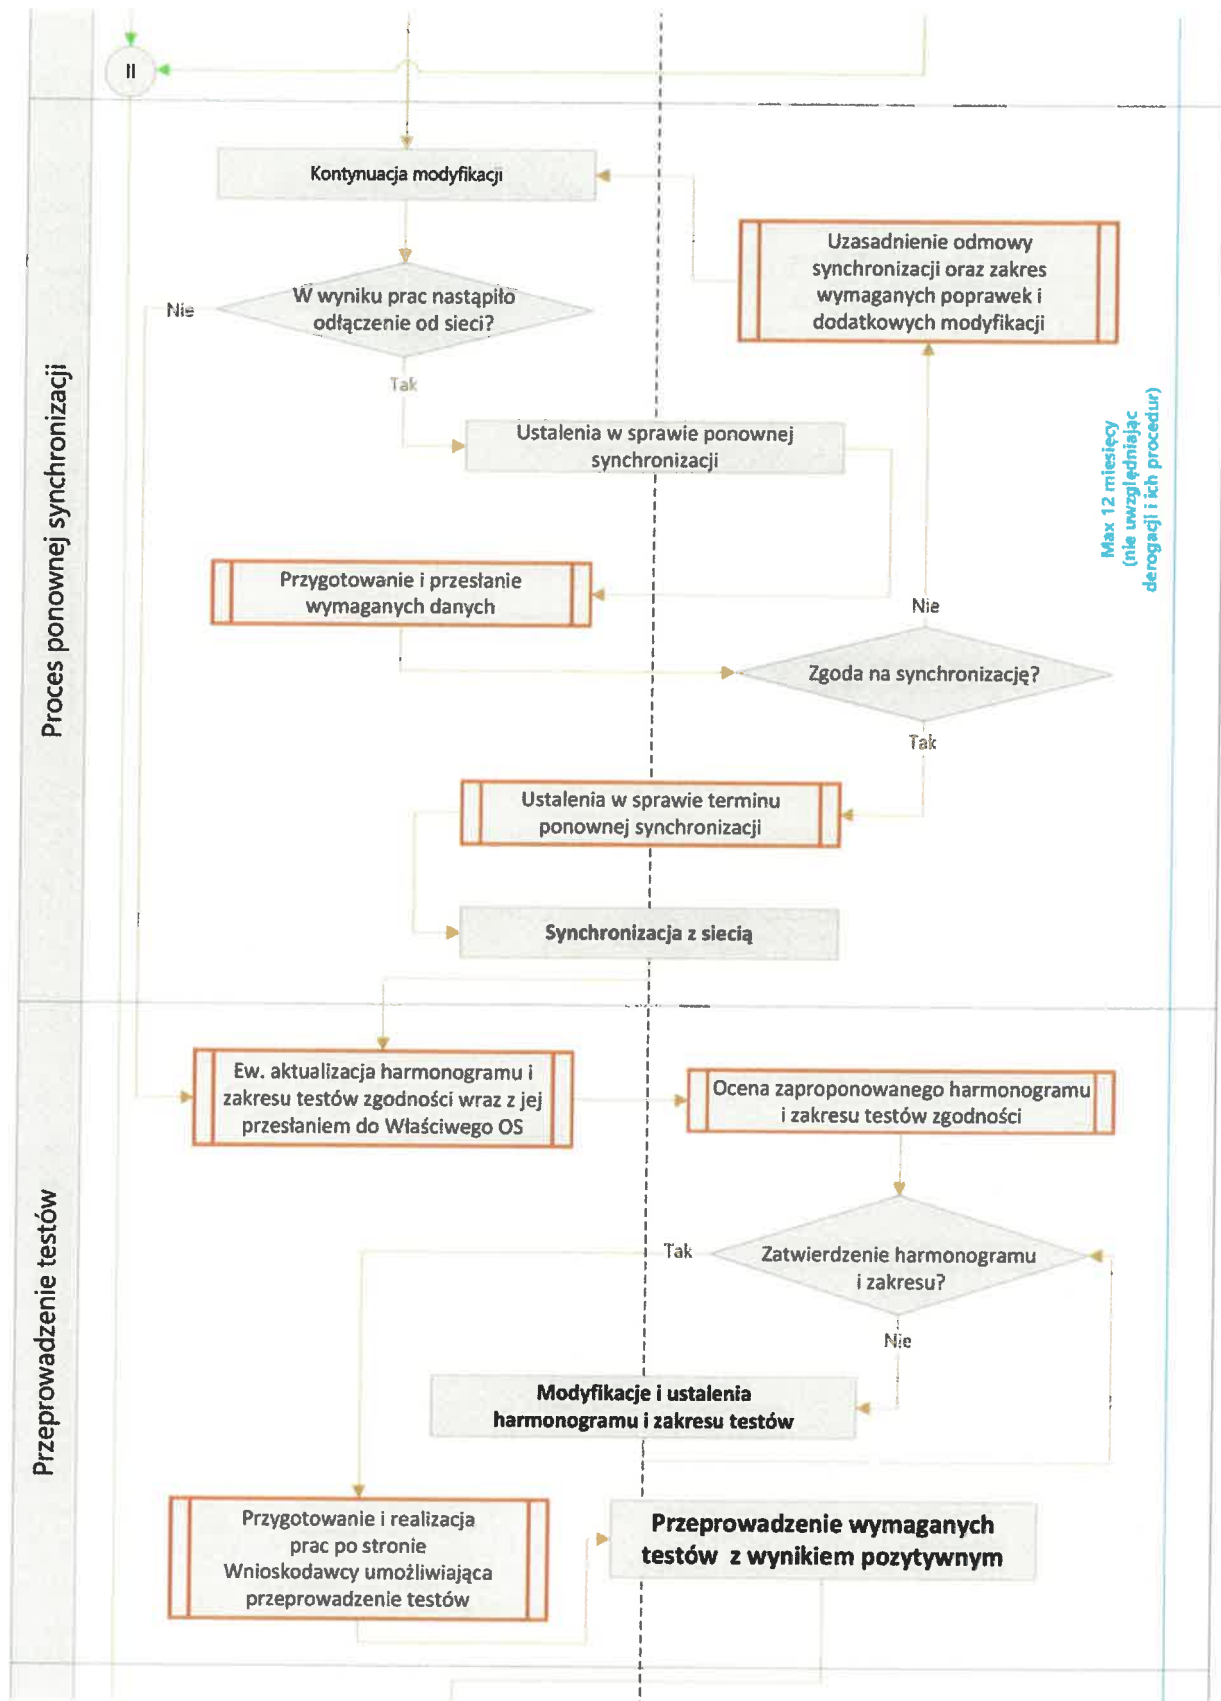 II
Proces ponownej synchronizacji
Kontynuacja modyfikacji
Uzasadnienie odmowy
synchronizacji oraz zakres
wymaganych poprawek i
dodatkowych modyfikacji
W wyniku prac nastąpiło
odłączenie od sieci?
Nie
Tak
Ustalenia w sprawie ponownej
synchronizacji
Max 12 miesięcy
(nie uwzględniając
derogacji i ich procedur)
Przygotowanie i przesłanie
wymaganych danych
Nie
Zgoda na synchronizację?
Tak
Ustalenia w sprawie terminu
ponownej synchronizacji
Synchronizacja z siecią
Przeprowadzenie testów
Ew. aktualizacja harmonogramu i
zakresu testów zgodności wraz z jej
przesłaniem do Właściwego OS
Ocena zaproponowanego harmonogramu
i zakresu testów zgodności
Tak
Zatwierdzenie harmonogramu
i zakresu?
Nie
Modyfikacje i ustalenia
harmonogramu i zakresu testów
Przygotowanie i realizacja
prac po stronie
Wnioskodawcy umożliwiająca
przeprowadzenie testów
Przeprowadzenie wymaganych
testów z wynikiem pozytywnym